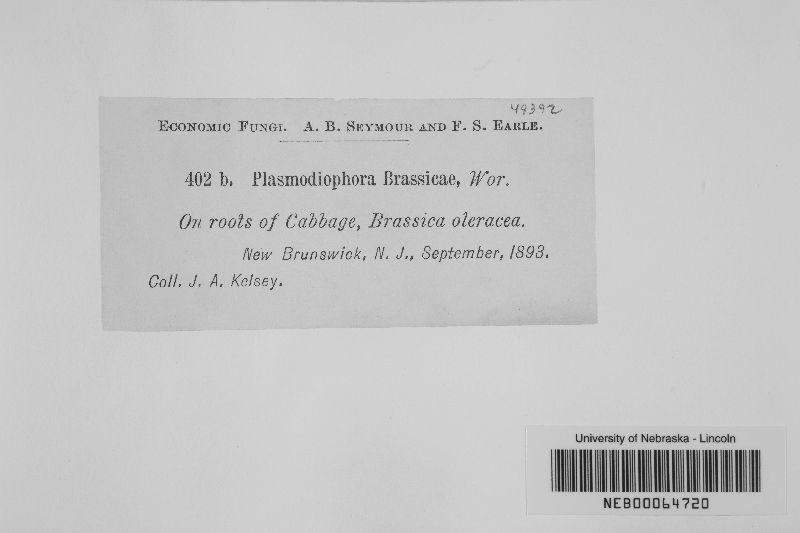 49392
Economic Fungi. A. B. Seymour and F. S. Earle.
402 b. Plasmodiophora Brassicae, Wor.
On roots of Cabbage, Brassica oleracea.
New Brunswick, N. J., September, 1893.
Coll. J. A. Kelsey.
University of Nebraska - Lincoln
NEB00064720